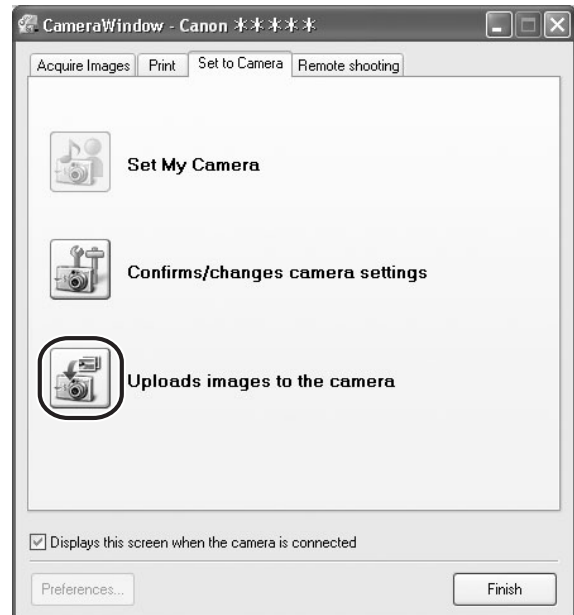 CameraWindow - Canon *****
Acquire Images Print Set to Camera Remote shooting
Set My Camera
Confirms/changes camera settings
Uploads images to the camera
Displays this screen when the camera is connected
Preferences... Finish